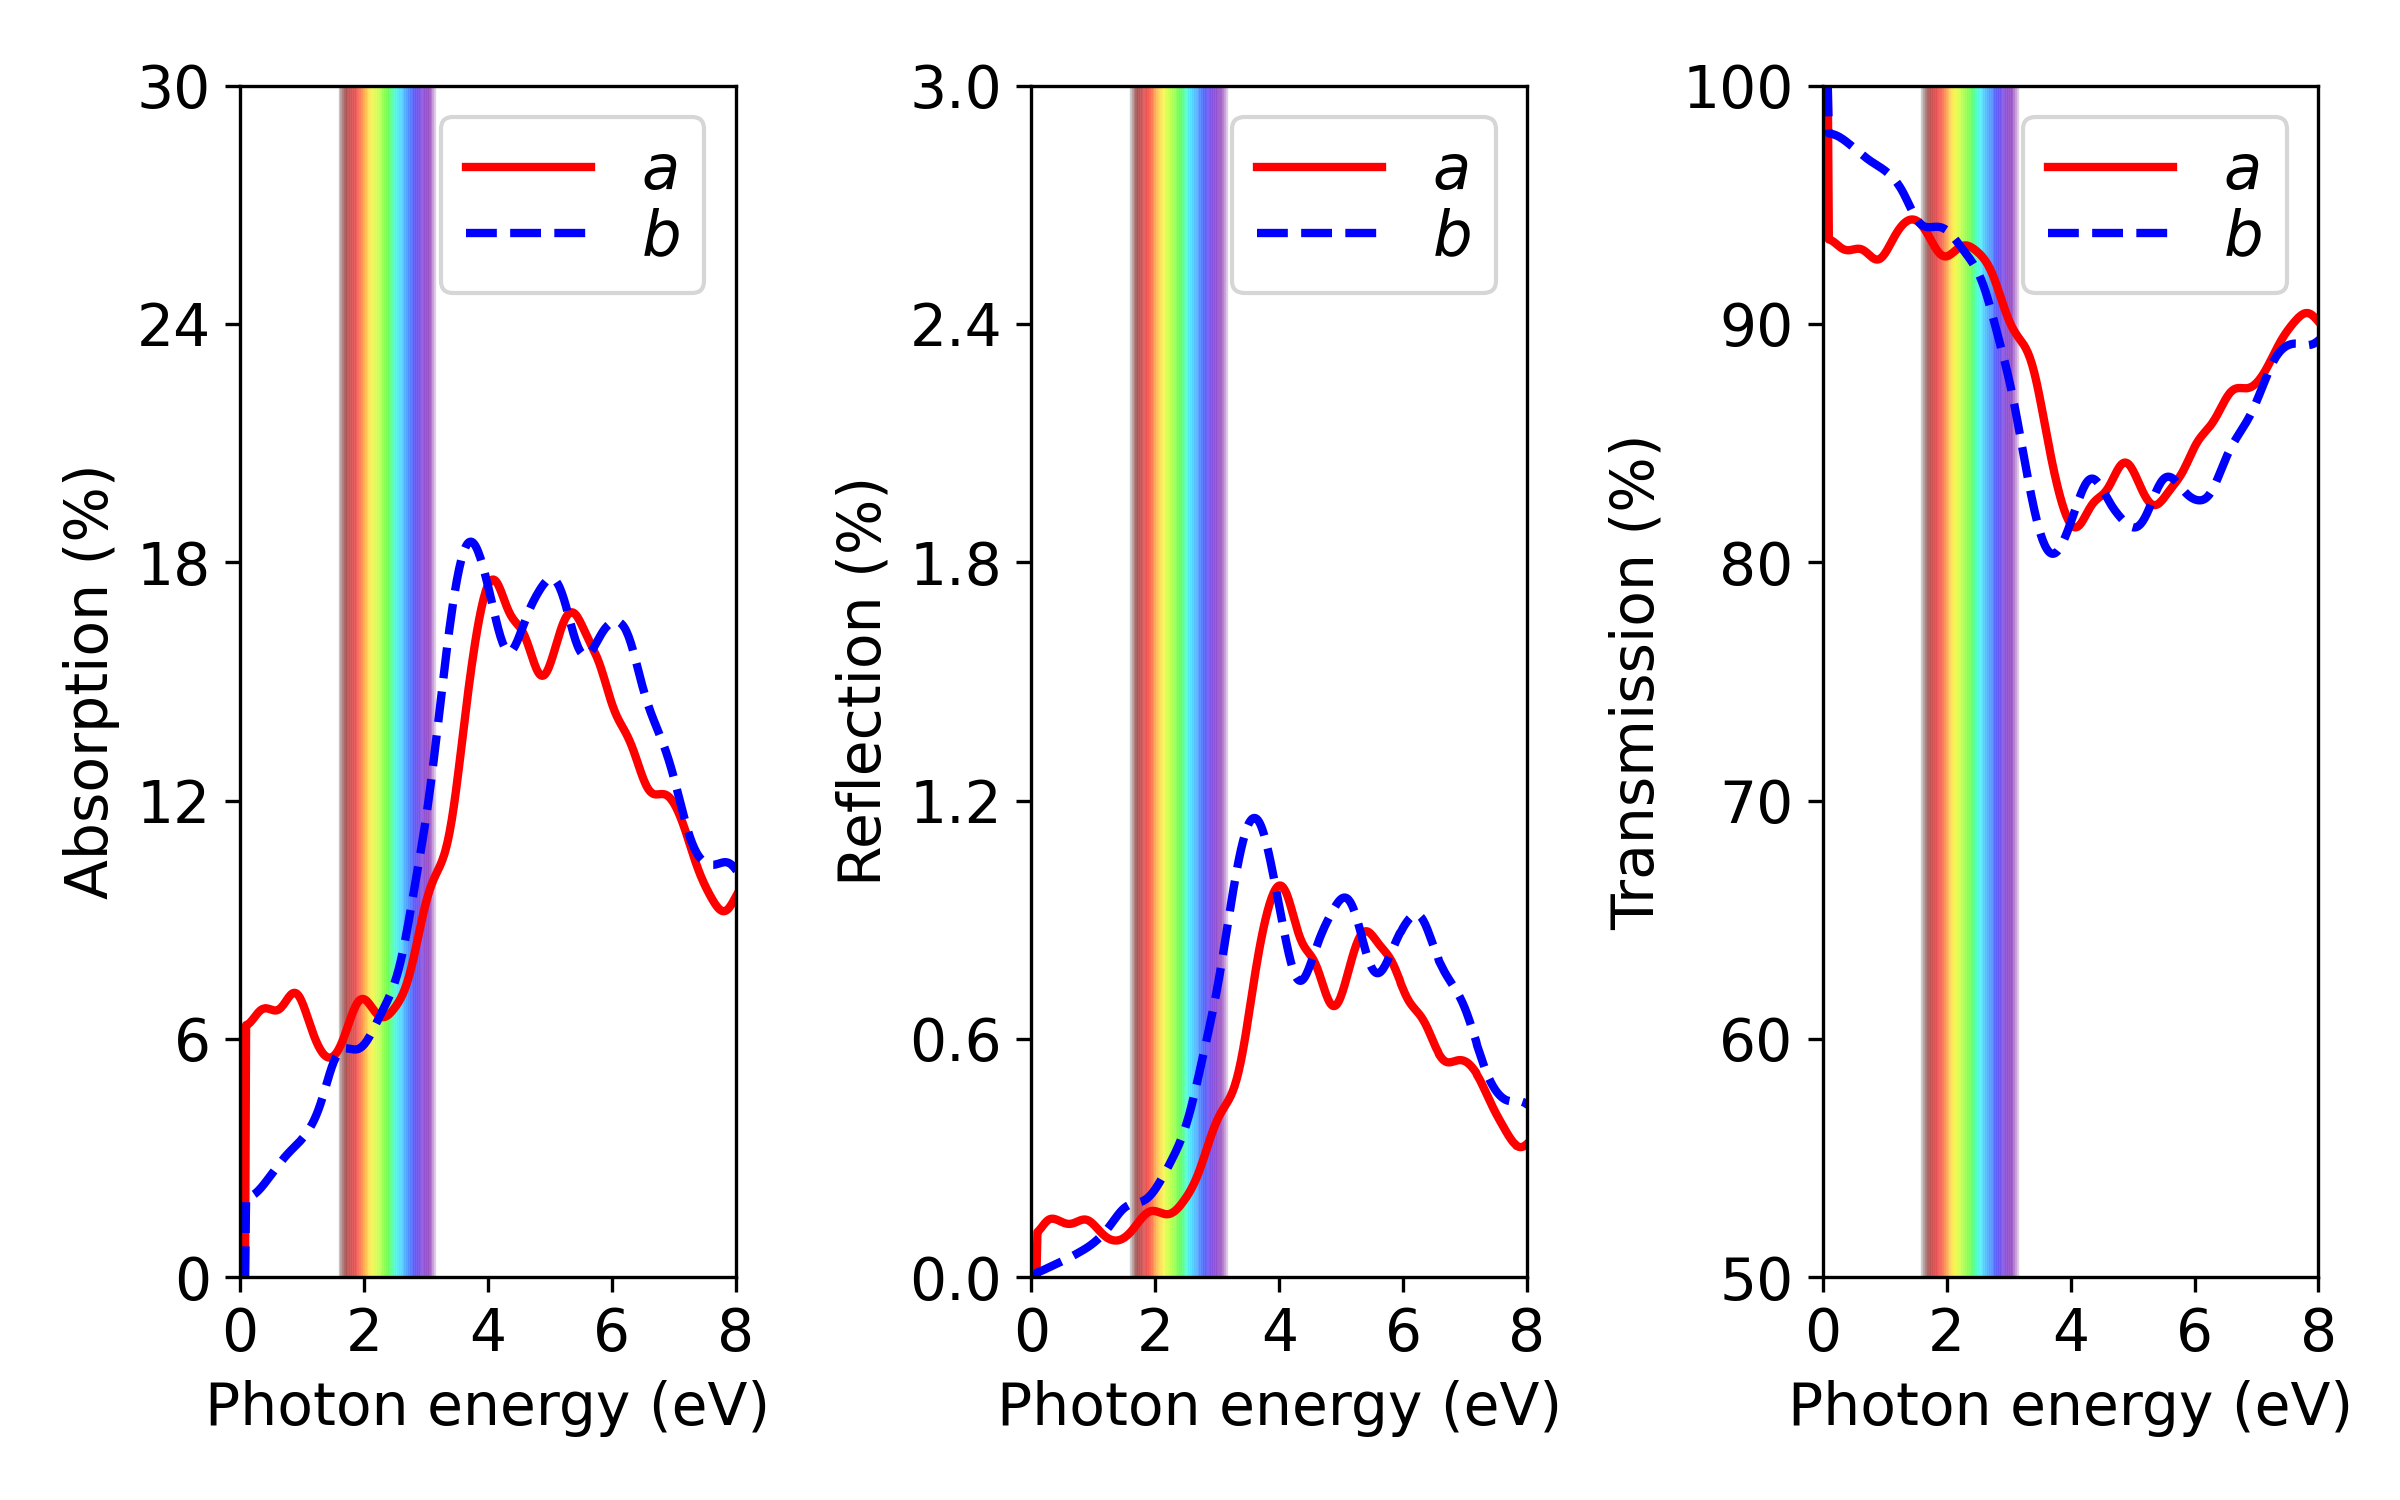 Absorption (%)
30
24
18
12
6
0
0 2 4 6 8
Photon energy (eV)
a
b
Reflection (%)
3.0
2.4
1.8
1.2
0.6
0.0
0 2 4 6 8
Photon energy (eV)
a
b
Transmission (%)
100
90
80
70
60
50
0 2 4 6 8
Photon energy (eV)
a
b